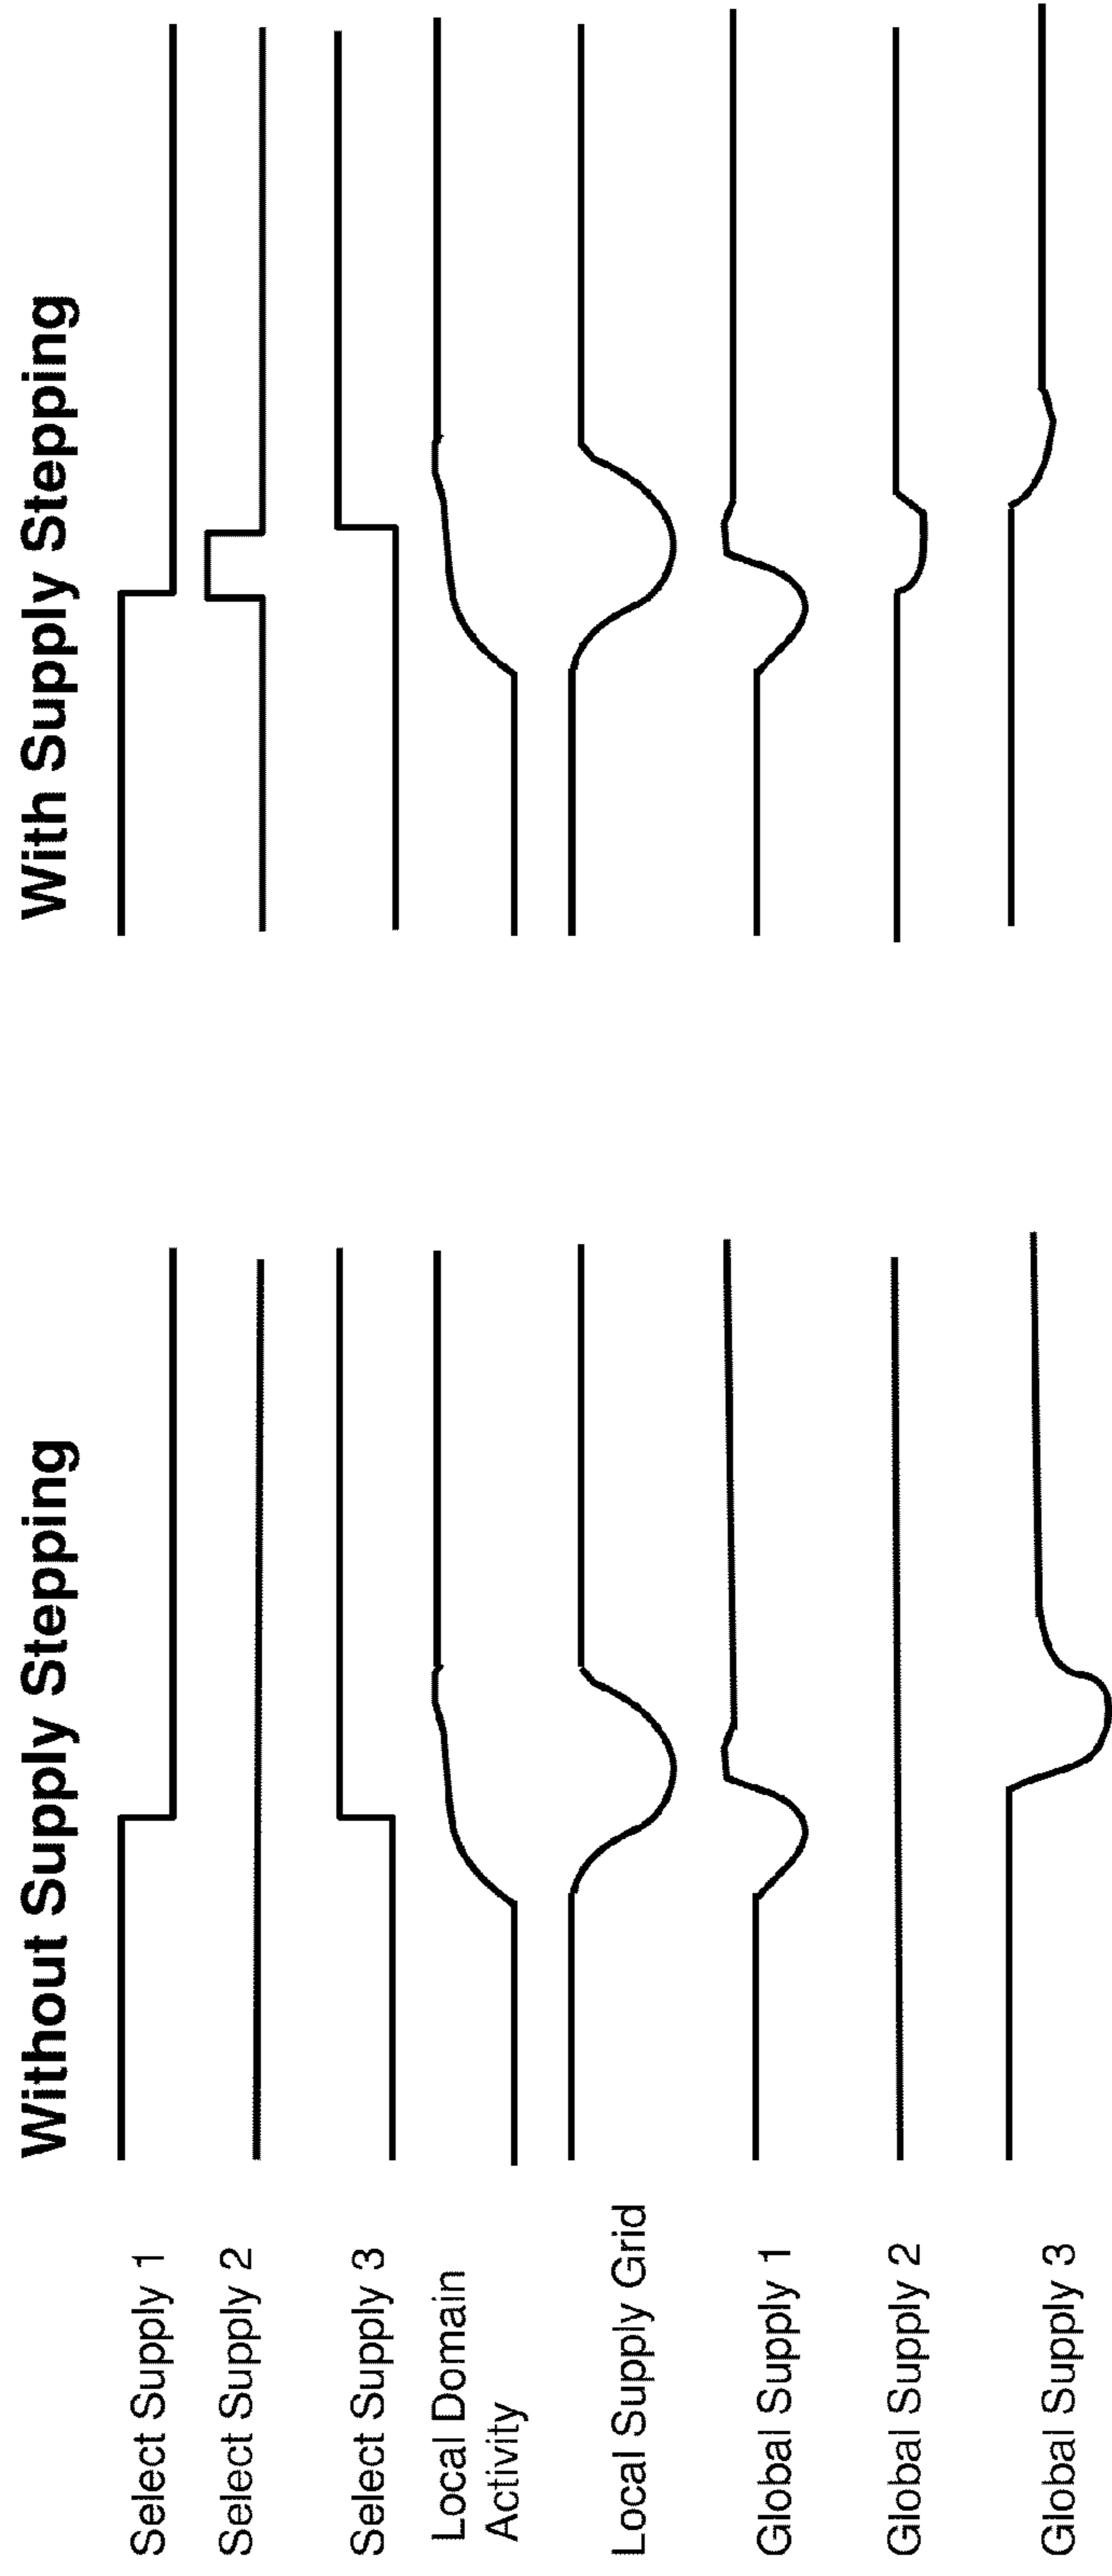 Without Supply Stepping
With Supply Stepping
Select Supply 1
Select Supply 2
Select Supply 3
Local Domain
Activity
Local Supply Grid
Global Supply 1
Global Supply 2
Global Supply 3